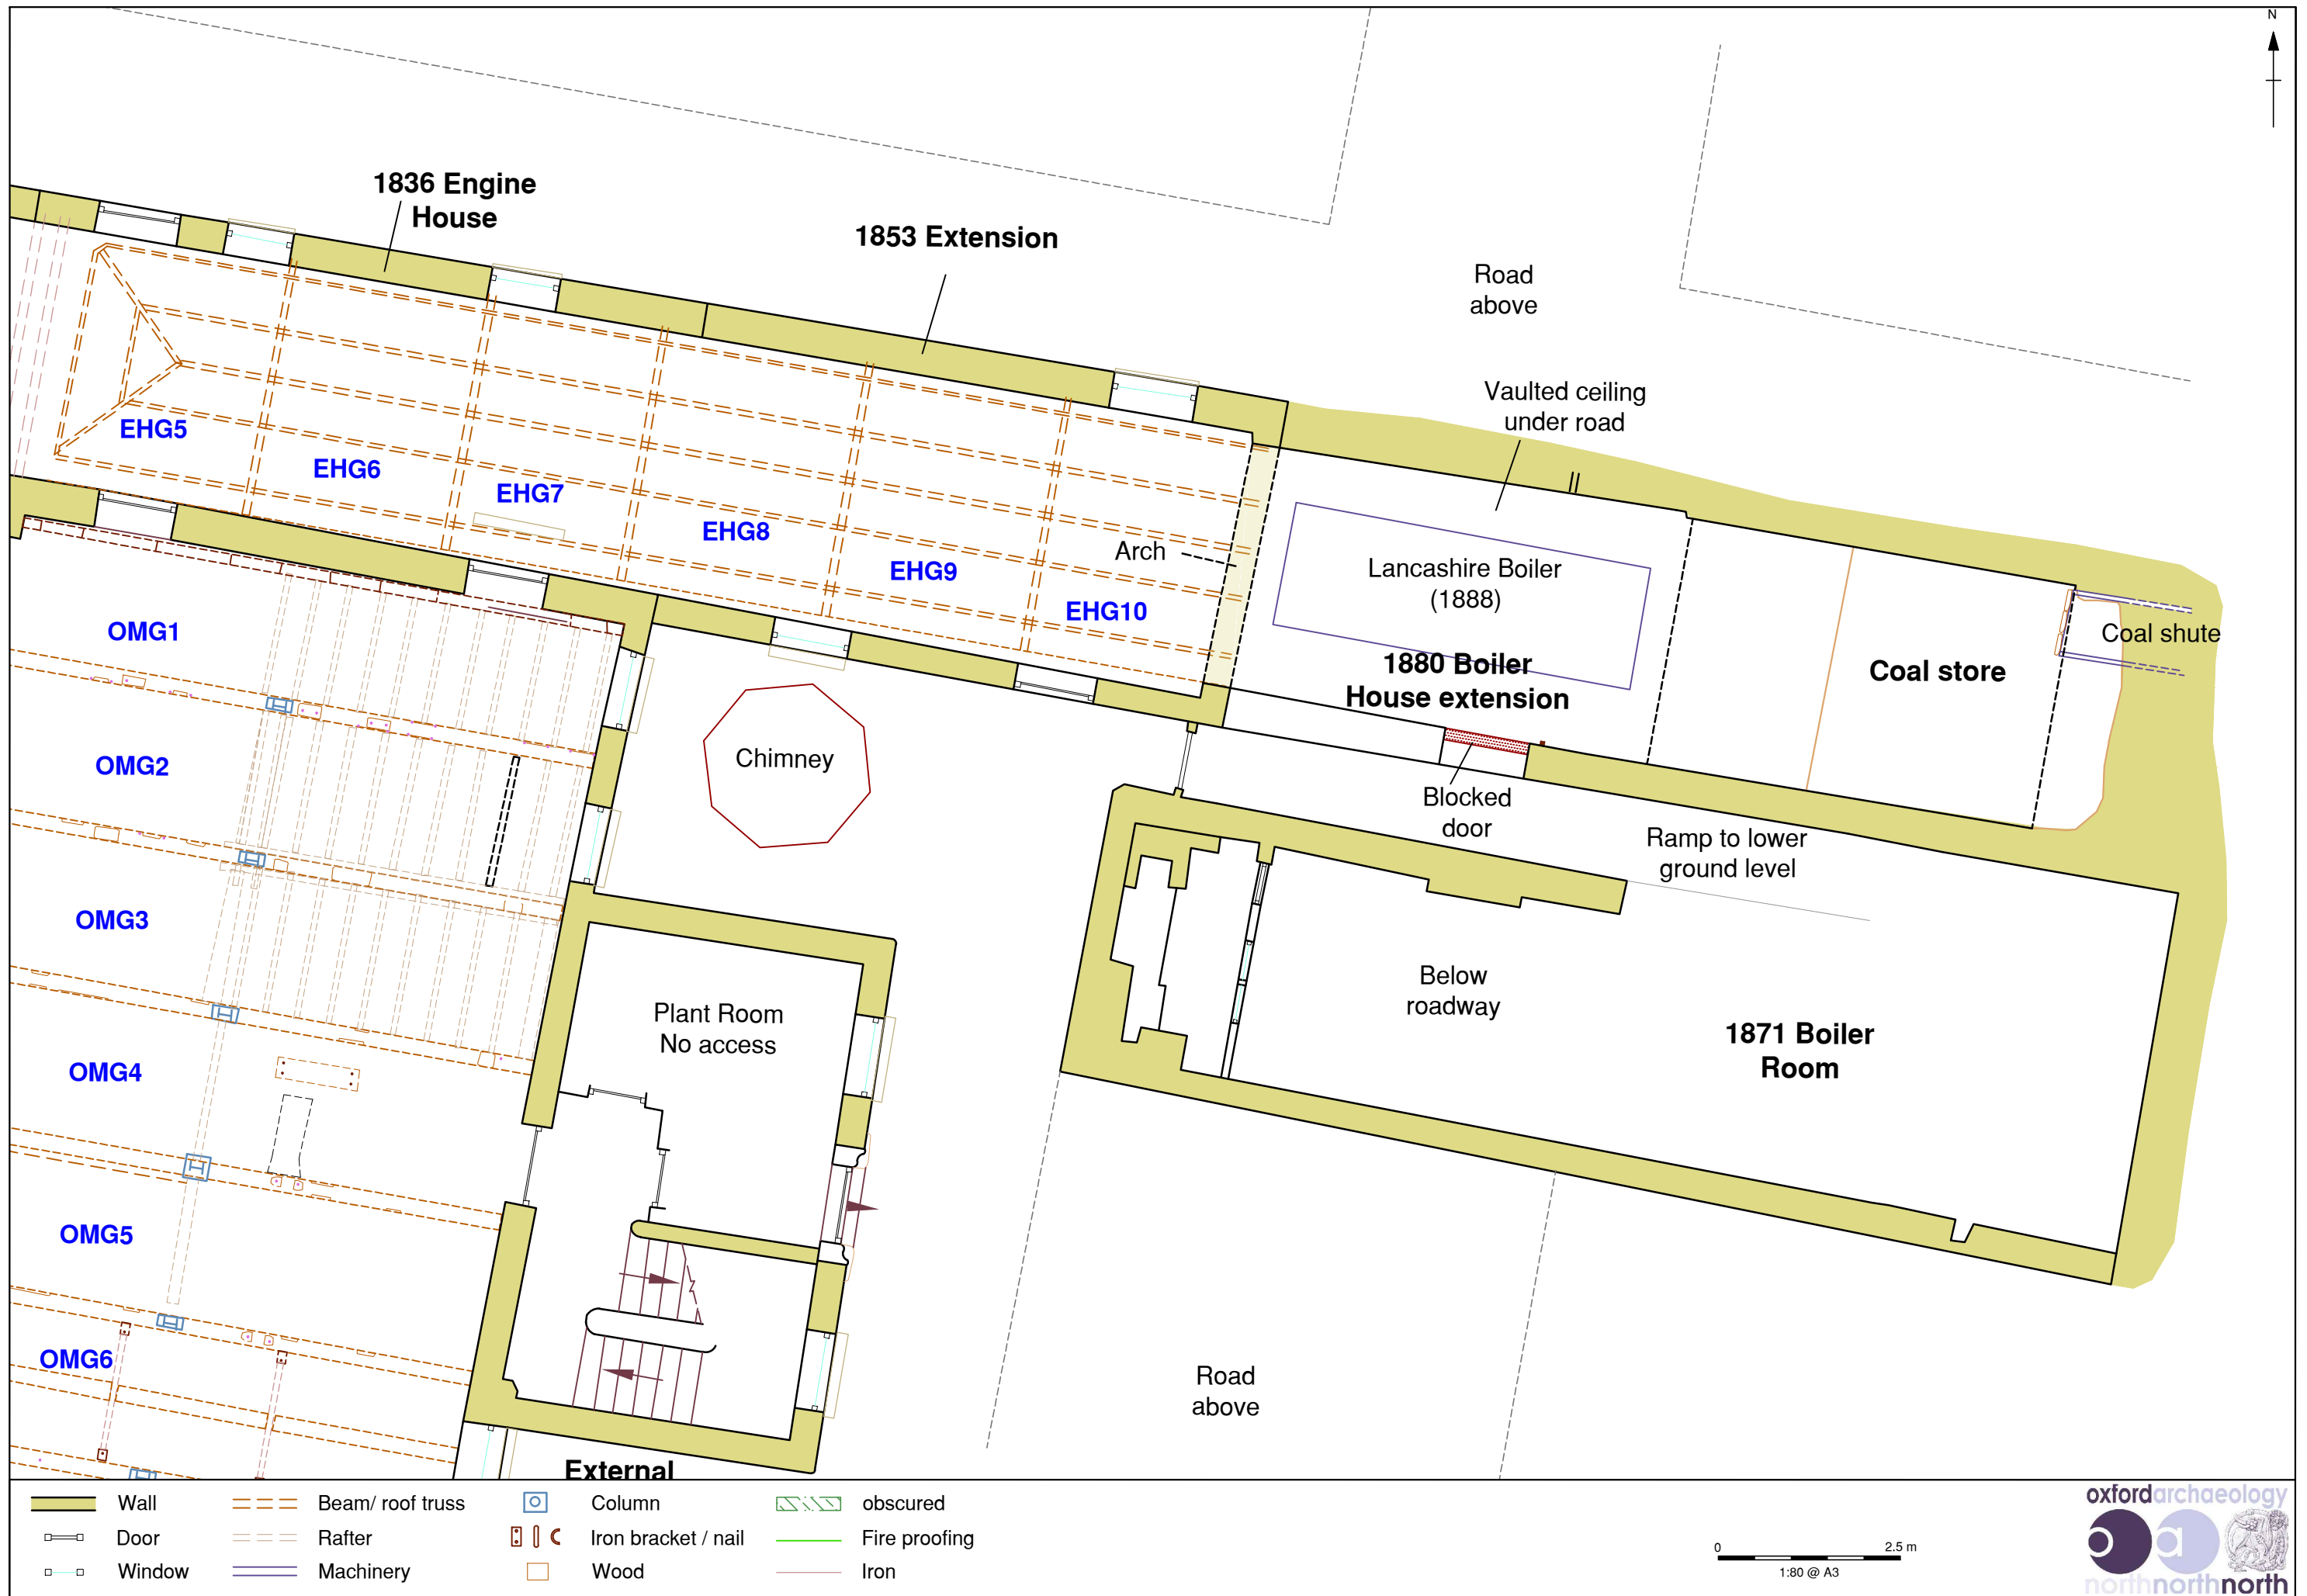 N
1836 Engine
House
1853 Extension
Road
above
Vaulted ceiling
under road
EHG5
EHG6
EHG7
EHG8
EHG9
EHG10
Arch
Lancashire Boiler
(1888)
1880 Boiler
House extension
Coal store
Coal shute
OMG1
OMG2
OMG3
OMG4
OMG5
OMG6
Chimney
Blocked
door
Ramp to lower
ground level
Below
roadway
1871 Boiler
Room
Plant Room
No access
Road
above
External
Wall
Door
Window
Beam/ roof truss
Rafter
Machinery
Column
Iron bracket / nail
Wood
obscured
Fire proofing
Iron
0 2.5 m
1:80 @ A3
oxfordarchaeology
oa
northnorthnorth